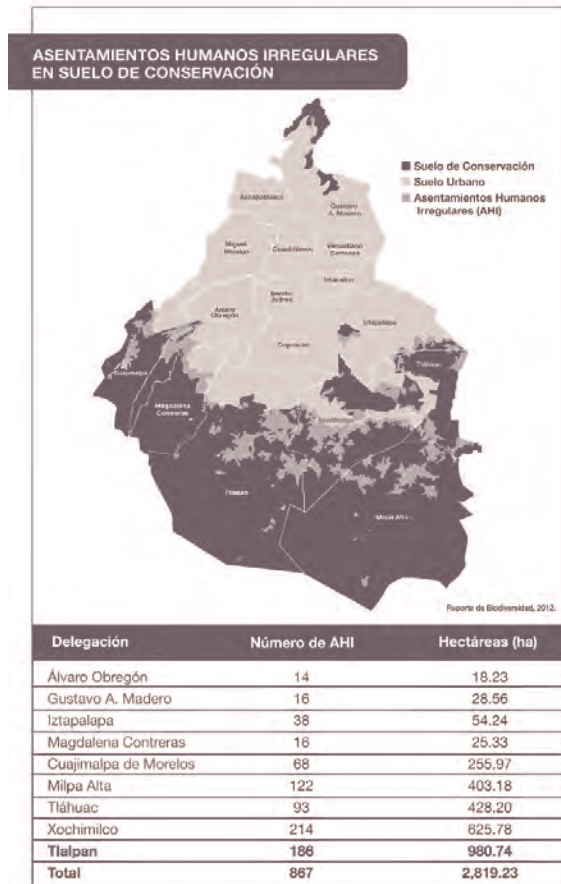 ASENTAMIENTOS HUMANOS IRREGULARES
EN SUELO DE CONSERVACIÓN
Suelo de Conservación
Suelo Urbano
Asentamientos Humanos
Irregulares (AHI)
Azcapotzalco
Gustavo
A. Madero
Miguel
Hidalgo
Cuauhtémoc
Venustiano
Carranza
Iztacalco
Benito
Juárez
Álvaro
Obregón
Iztapalapa
Coyoacán
Tláhuac
Cuajimalpa
Magdalena
Contreras
Xochimilco
Tlalpan
Milpa Alta
Reporte de Biodiversidad, 2012.
Delegación Número de AHI Hectáreas (ha)
Álvaro Obregón 14 18.23
Gustavo A. Madero 16 28.56
Iztapalapa 38 54.24
Magdalena Contreras 16 25.33
Cuajimalpa de Morelos 68 255.97
Milpa Alta 122 403.18
Tláhuac 93 428.20
Xochimilco 214 625.78
Tlalpan 186 980.74
Total 867 2,819.23